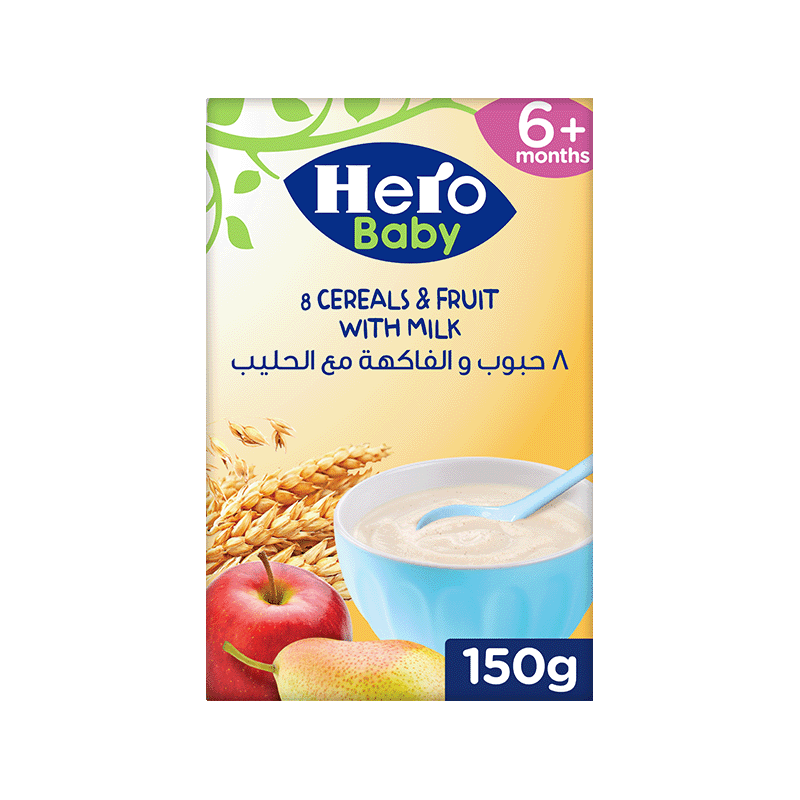 6+
months
Hero
Baby
8 CEREALS & FRUIT
WITH MILK
٨ حبوب و الفاكهة مع الحليب
150g